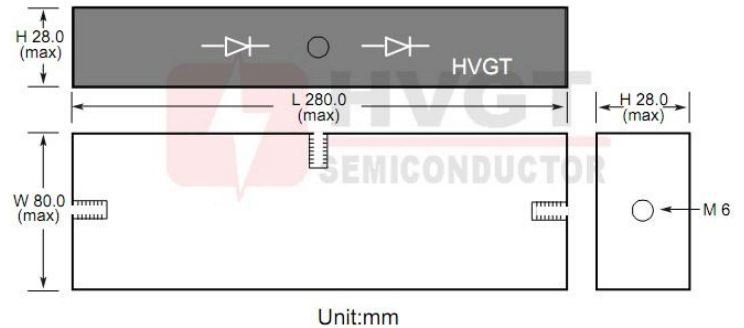 H 28.0
(max)
HVGT
L 280.0
(max)
H 28.0
(max)
HVGT
SEMICONDUCTOR
W 80.0
(max)
M 6
Unit:mm